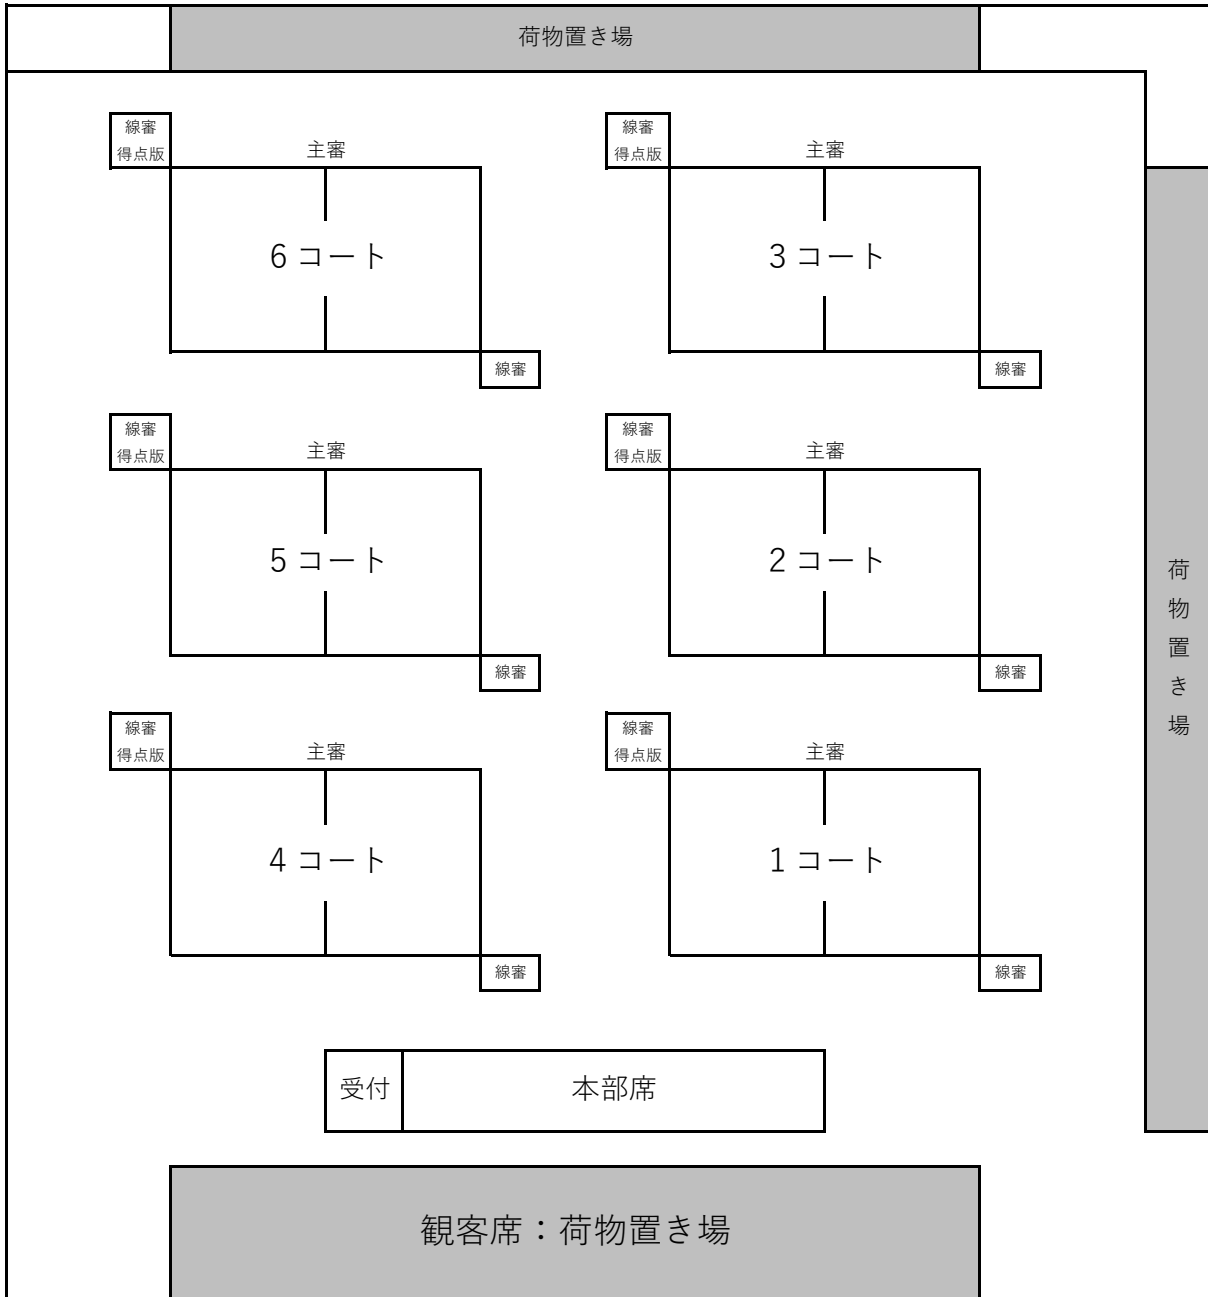 荷物置き場
線審
得点版
主審
線審
得点版
主審
6 コート
3 コート
線審
線審
線審
得点版
主審
線審
得点版
主審
5 コート
2 コート
荷物置き場
線審
線審
線審
得点版
主審
線審
得点版
主審
4 コート
1 コート
線審
線審
受付
本部席
観客席：荷物置き場